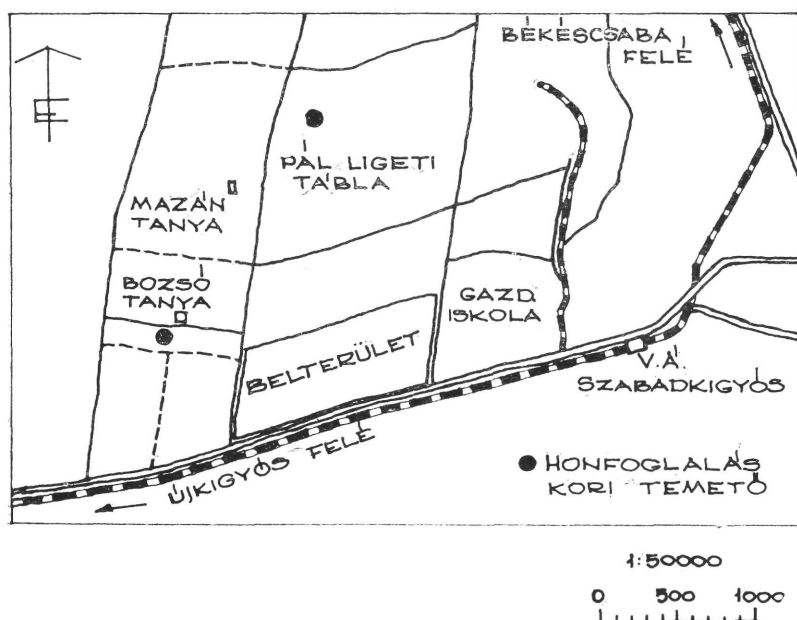 BÉKÉSCSABA
FELÉ
É
PÁL LIGETI
TÁBLA
MAZÁN
TANYA
BOZSÓ
TANYA
GAZD.
ISKOLA
BELTERÜLET
V.Á.
SZABADKIGYÓS
ÚJKIGYÓS FELÉ
HONFOGLALÁS
KORI TEMETŐ
1:50000
0 500 1000